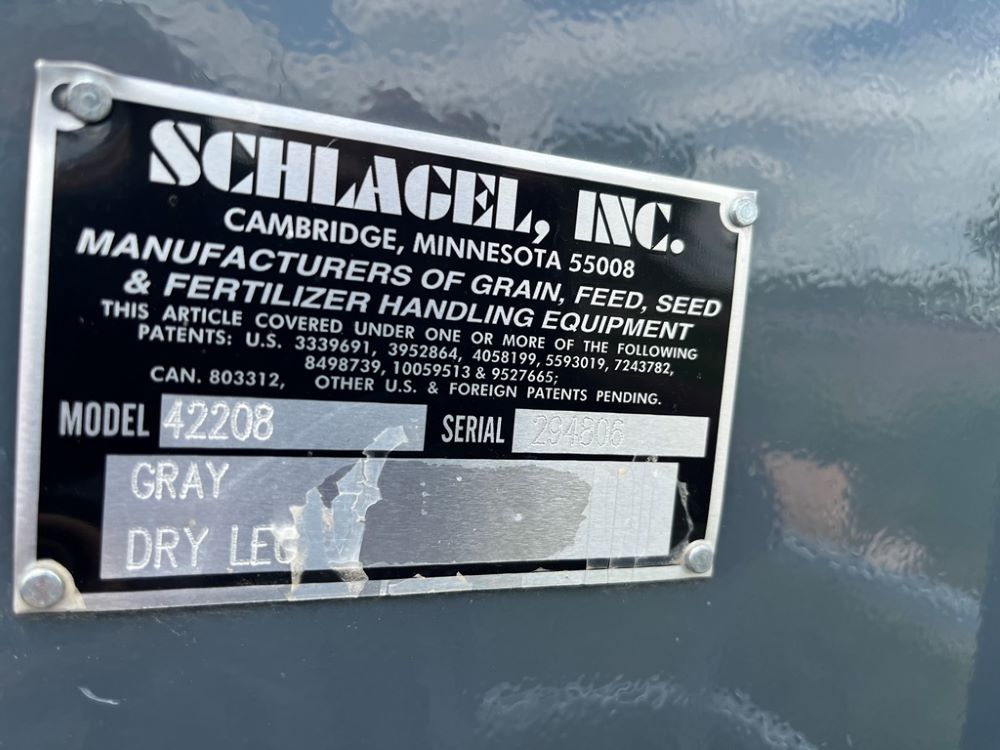 SCHLAGEL, INC.
CAMBRIDGE, MINNESOTA 55008
MANUFACTURERS OF GRAIN, FEED, SEED
& FERTILIZER HANDLING EQUIPMENT
THIS ARTICLE COVERED UNDER ONE OR MORE OF THE FOLLOWING
PATENTS: U.S. 3339691, 3952864, 4058199, 5593019, 7243782,
8498739, 10059513 & 9527665;
CAN. 803312, OTHER U.S. & FOREIGN PATENTS PENDING.
MODEL 42208 SERIAL 294806
GRAY
DRY LEG